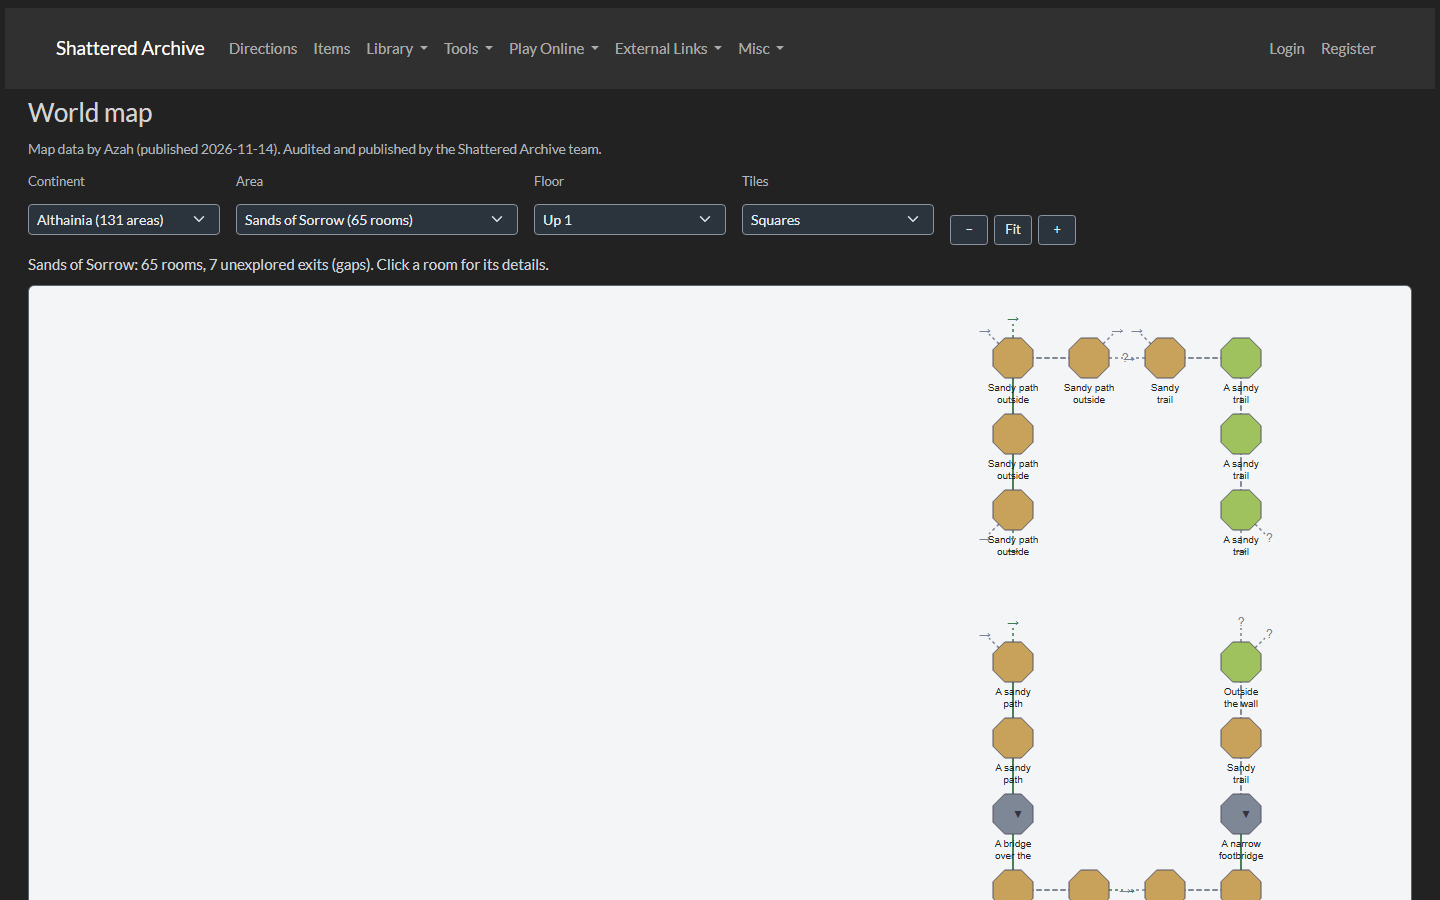 Shattered Archive Directions Items Library Tools Play Online External Links Misc Login Register
World map
Map data by Azah (published 2026-11-14). Audited and published by the Shattered Archive team.
Continent Area Floor Tiles
Althainia (131 areas) Sands of Sorrow (65 rooms) Up 1 Squares − Fit +
Sands of Sorrow: 65 rooms, 7 unexplored exits (gaps). Click a room for its details.
→
→ → →
?→
Sandy path Sandy path Sandy A sandy
outside outside trail trail
Sandy path A sandy
outside trail
→ ?
Sandy path A sandy
outside trail
→ ?
→ ?
A sandy Outside
path the wall
A sandy Sandy
path trail
▼ ▼
A bridge A narrow
over the footbridge
→